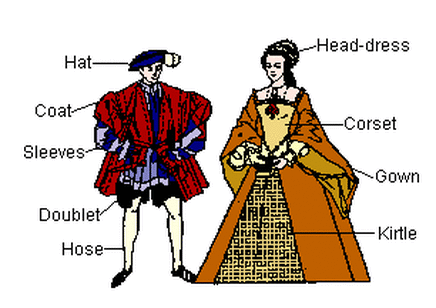 Hat
Coat
Sleeves
Doublet
Hose
Head-dress
Corset
Gown
Kirtle